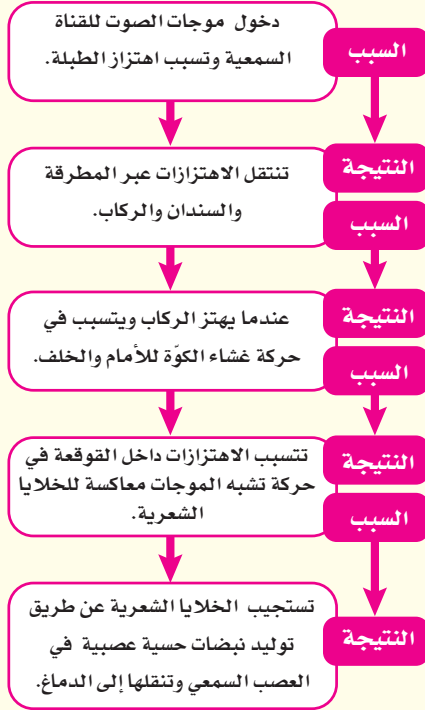 دخول موجات الصوت للقناة
السمعية وتسبب اهتزاز الطبلة.
السبب
النتيجة
تنتقل الاهتزازات عبر المطرقة
والسندان والركاب.
السبب
النتيجة
عندما يهتز الركاب ويتسبب في
حركة غشاء الكوّة للأمام والخلف.
السبب
النتيجة
تتسبب الاهتزازات داخل القوقعة في
حركة تشبه الموجات معاكسة للخلايا
الشعرية.
السبب
النتيجة
تستجيب الخلايا الشعرية عن طريق
توليد نبضات حسية عصبية في
العصب السمعي وتنقلها إلى الدماغ.